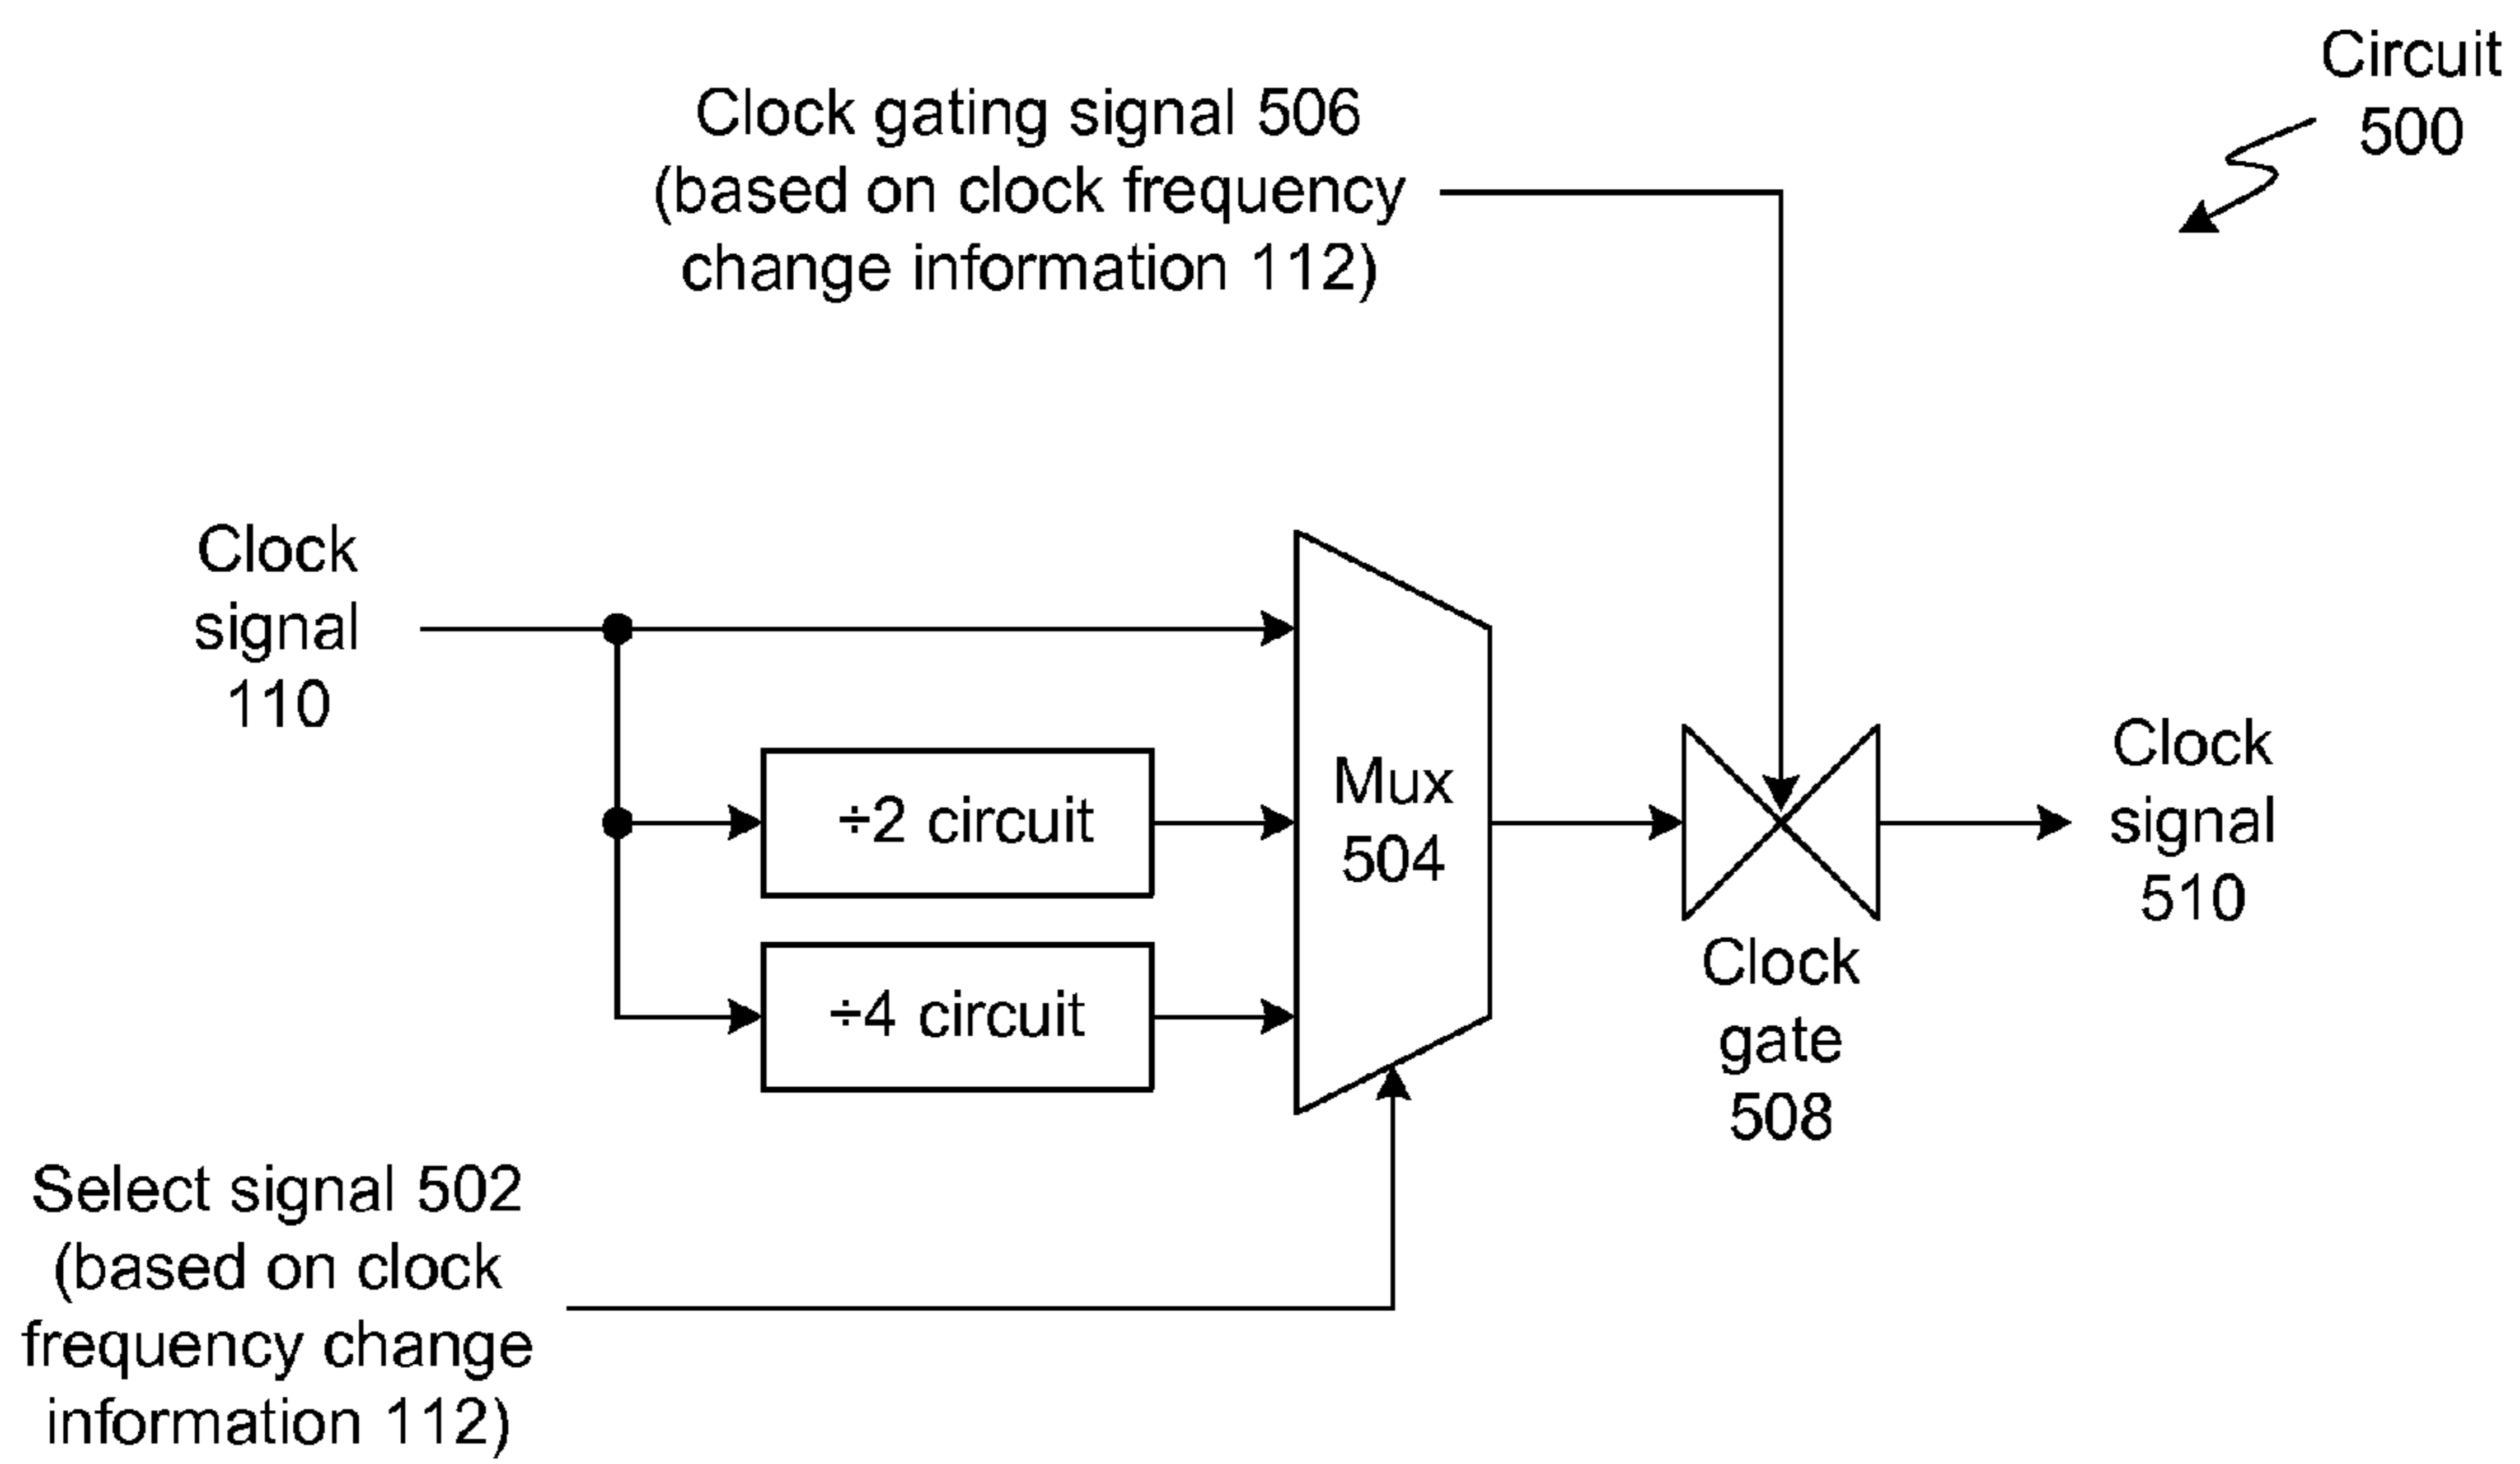 Circuit
500
Clock gating signal 506
(based on clock frequency
change information 112)
Clock
signal
110
÷2 circuit
÷4 circuit
Mux
504
Clock
gate
508
Clock
signal
510
Select signal 502
(based on clock
frequency change
information 112)